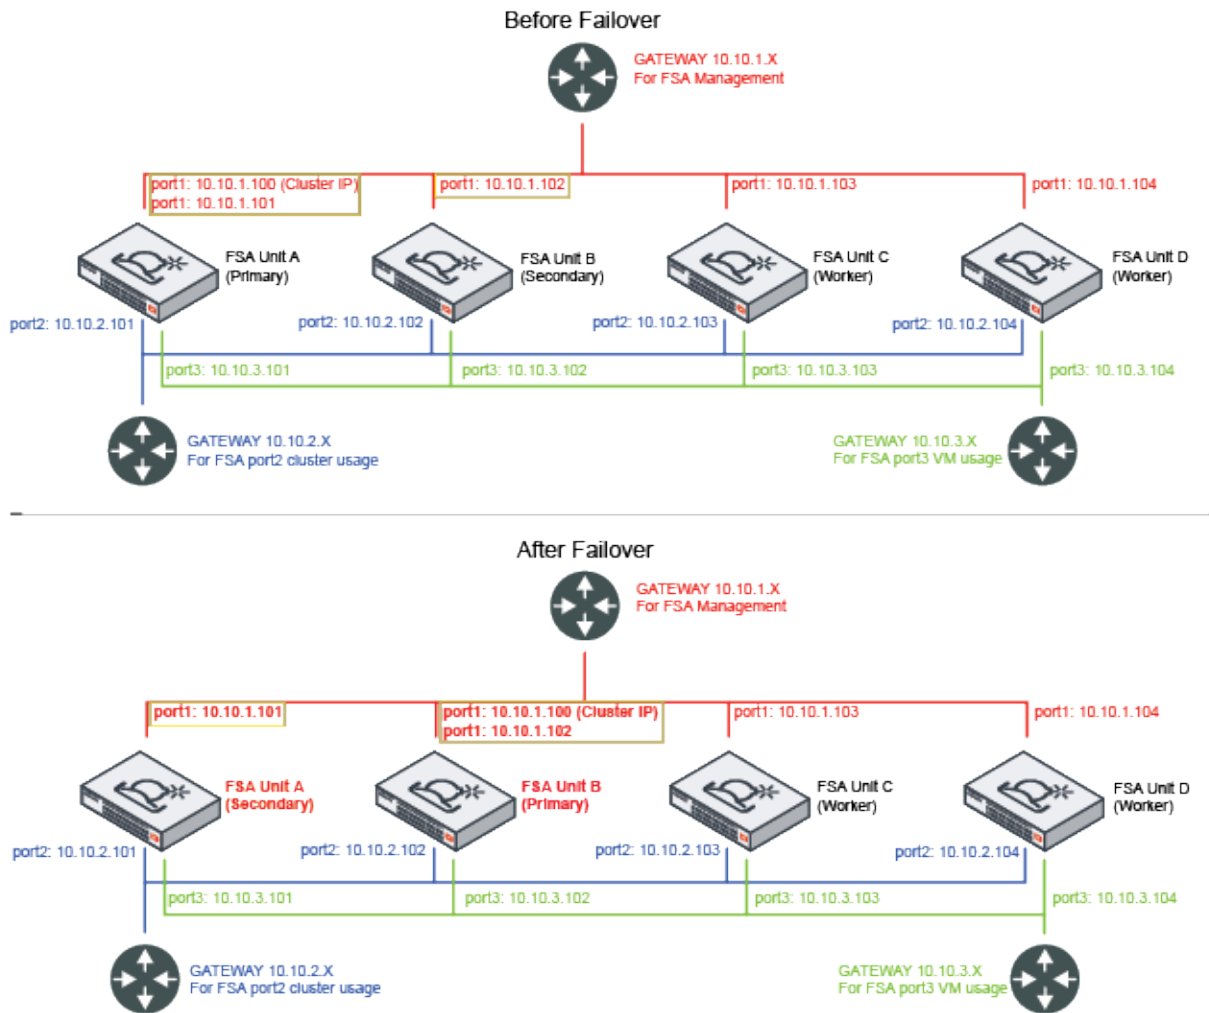 Before Failover
GATEWAY 10.10.1.X
For FSA Management
port1: 10.10.1.100 (Cluster IP)
port1: 10.10.1.101
port1: 10.10.1.102
port1: 10.10.1.103
port1: 10.10.1.104
FSA Unit A
(Primary)
FSA Unit B
(Secondary)
FSA Unit C
(Worker)
FSA Unit D
(Worker)
port2: 10.10.2.101
port2: 10.10.2.102
port2: 10.10.2.103
port2: 10.10.2.104
port3: 10.10.3.101
port3: 10.10.3.102
port3: 10.10.3.103
port3: 10.10.3.104
GATEWAY 10.10.2.X
For FSA port2 cluster usage
GATEWAY 10.10.3.X
For FSA port3 VM usage
After Failover
GATEWAY 10.10.1.X
For FSA Management
port1: 10.10.1.101
port1: 10.10.1.100 (Cluster IP)
port1: 10.10.1.102
port1: 10.10.1.103
port1: 10.10.1.104
FSA Unit A
(Secondary)
FSA Unit B
(Primary)
FSA Unit C
(Worker)
FSA Unit D
(Worker)
port2: 10.10.2.101
port2: 10.10.2.102
port2: 10.10.2.103
port2: 10.10.2.104
port3: 10.10.3.101
port3: 10.10.3.102
port3: 10.10.3.103
port3: 10.10.3.104
GATEWAY 10.10.2.X
For FSA port2 cluster usage
GATEWAY 10.10.3.X
For FSA port3 VM usage